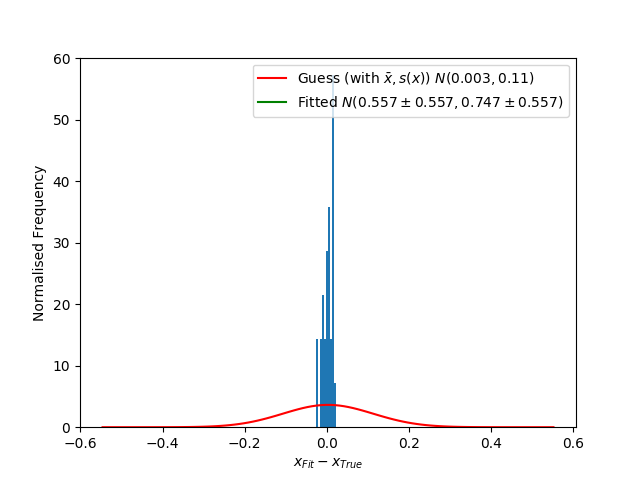 60
50
40
30
20
10
0
Normalised Frequency
Guess (with x̄, s(x)) N(0.003, 0.11)
Fitted N(0.557 ± 0.557, 0.747 ± 0.557)
−0.6 −0.4 −0.2 0.0 0.2 0.4 0.6
x_Fit − x_True